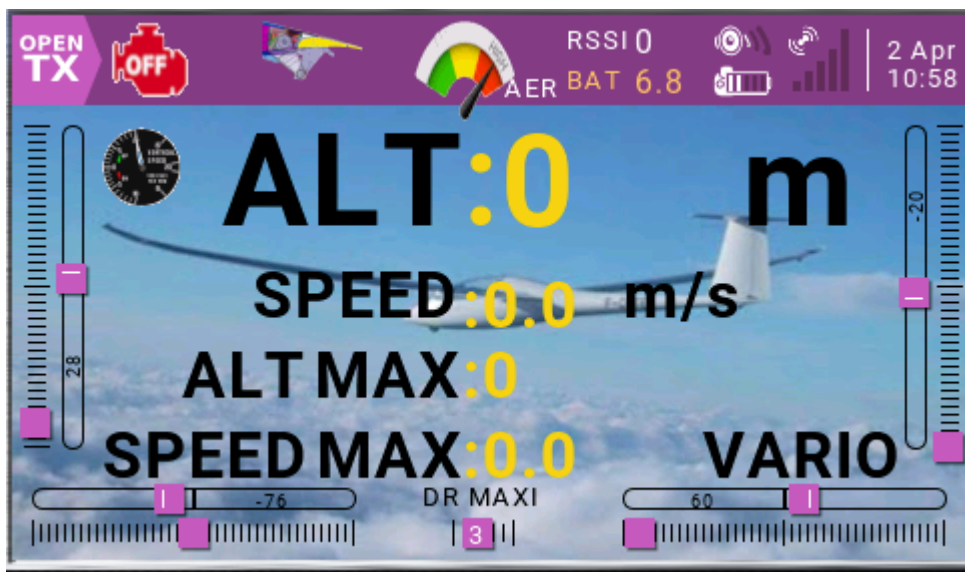 OPEN
TX
OFF
HIGH
AER
RSSI 0
BAT 6.8
2 Apr
10:58
ALT:0 m
-20
SPEED:0.0 m/s
ALT MAX:0
28
SPEED MAX:0.0 VARIO
-76
DR MAXI
60
3